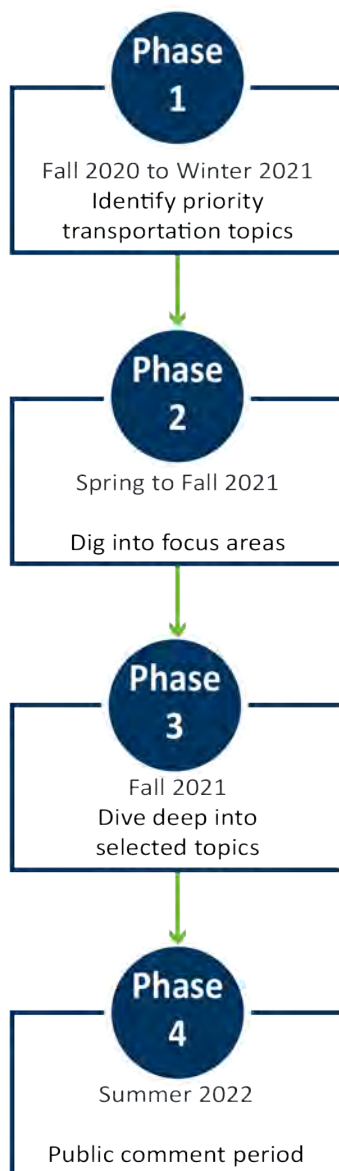 Phase
1
Fall 2020 to Winter 2021
Identify priority
transportation topics
Phase
2
Spring to Fall 2021
Dig into focus areas
Phase
3
Fall 2021
Dive deep into
selected topics
Phase
4
Summer 2022
Public comment period